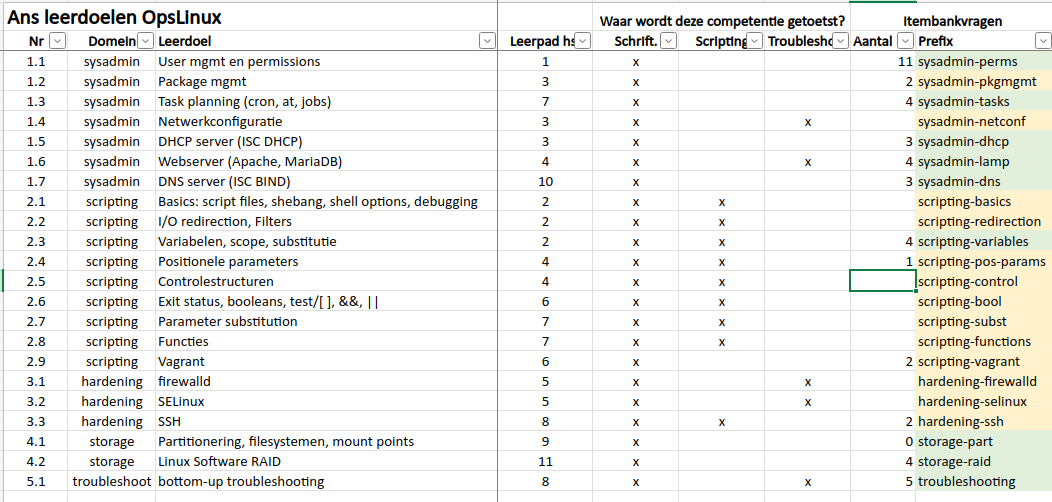 Ans leerdoelen OpsLinux Waar wordt deze competentie getoetst? Itembankvragen
Nr Domein Leerdoel Leerpad hs Schrift. Scripting Troublesho Aantal Prefix
1.1 sysadmin User mgmt en permissions 1 x 11 sysadmin-perms
1.2 sysadmin Package mgmt 3 x 2 sysadmin-pkgmgmt
1.3 sysadmin Task planning (cron, at, jobs) 7 x 4 sysadmin-tasks
1.4 sysadmin Netwerkconfiguratie 3 x x sysadmin-netconf
1.5 sysadmin DHCP server (ISC DHCP) 3 x 3 sysadmin-dhcp
1.6 sysadmin Webserver (Apache, MariaDB) 4 x x 4 sysadmin-lamp
1.7 sysadmin DNS server (ISC BIND) 10 x 3 sysadmin-dns
2.1 scripting Basics: script files, shebang, shell options, debugging 2 x x scripting-basics
2.2 scripting I/O redirection, Filters 2 x x scripting-redirection
2.3 scripting Variabelen, scope, substitutie 2 x x 4 scripting-variables
2.4 scripting Positionele parameters 4 x x 1 scripting-pos-params
2.5 scripting Controlestructuren 4 x x scripting-control
2.6 scripting Exit status, booleans, test/[ ], &&, || 6 x x scripting-bool
2.7 scripting Parameter substitution 7 x x scripting-subst
2.8 scripting Functies 7 x x scripting-functions
2.9 scripting Vagrant 6 x 2 scripting-vagrant
3.1 hardening firewalld 5 x x hardening-firewalld
3.2 hardening SELinux 5 x x hardening-selinux
3.3 hardening SSH 8 x x 2 hardening-ssh
4.1 storage Partitionering, filesystemen, mount points 9 x 0 storage-part
4.2 storage Linux Software RAID 11 x 4 storage-raid
5.1 troubleshoot bottom-up troubleshooting 8 x x 5 troubleshooting